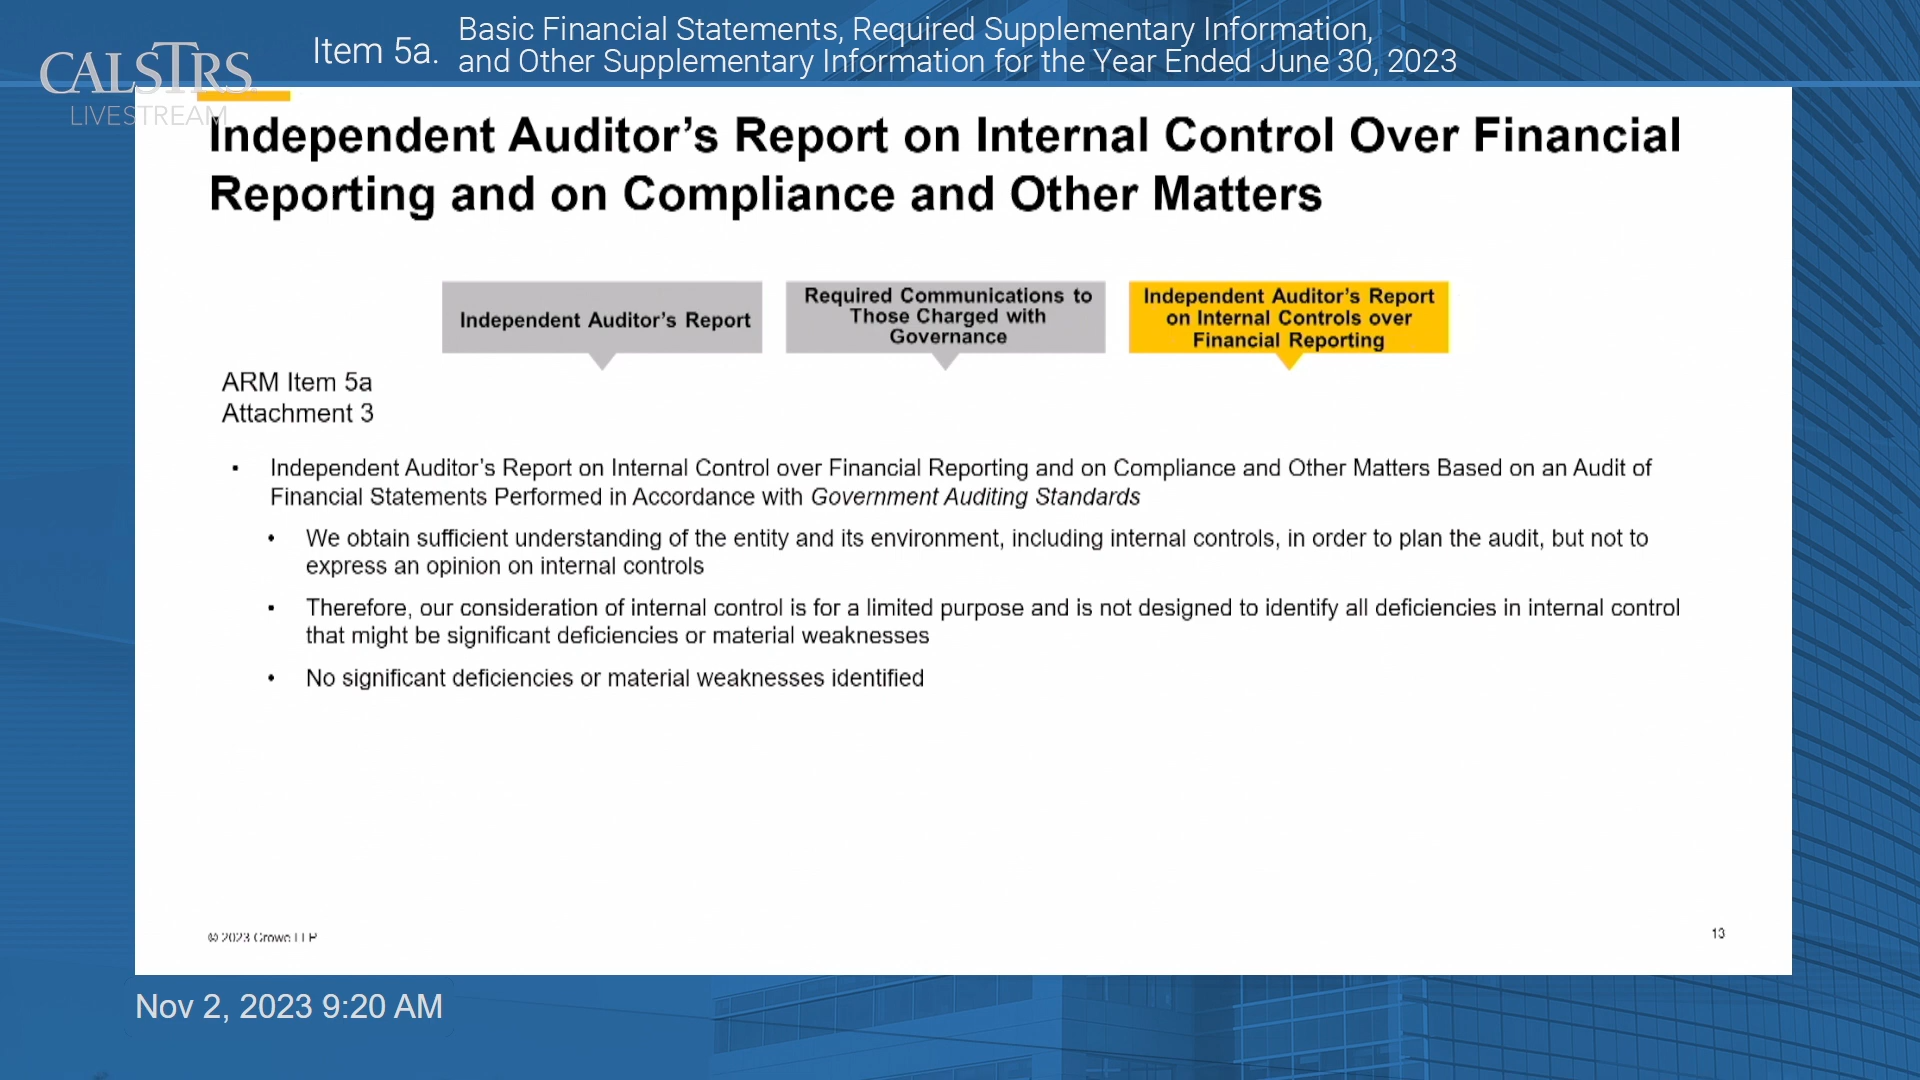 CALSTRS
LIVESTREAM
Item 5a.
Basic Financial Statements, Required Supplementary Information,
and Other Supplementary Information for the Year Ended June 30, 2023
Independent Auditor’s Report on Internal Control Over Financial
Reporting and on Compliance and Other Matters
Independent Auditor’s Report
Required Communications to
Those Charged with
Governance
Independent Auditor’s Report
on Internal Controls over
Financial Reporting
ARM Item 5a
Attachment 3
▪ Independent Auditor’s Report on Internal Control over Financial Reporting and on Compliance and Other Matters Based on an Audit of
Financial Statements Performed in Accordance with Government Auditing Standards
• We obtain sufficient understanding of the entity and its environment, including internal controls, in order to plan the audit, but not to
express an opinion on internal controls
▪ Therefore, our consideration of internal control is for a limited purpose and is not designed to identify all deficiencies in internal control
that might be significant deficiencies or material weaknesses
• No significant deficiencies or material weaknesses identified
© 2023 Crowe LLP
13
Nov 2, 2023 9:20 AM